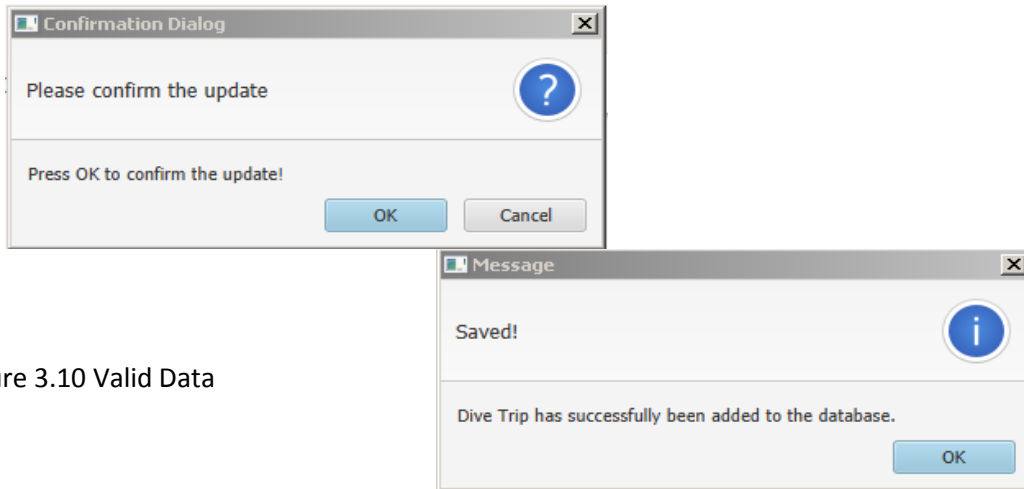 Confirmation Dialog
Please confirm the update
?
Press OK to confirm the update!
OK Cancel
Message
Saved!
i
ure 3.10 Valid Data
Dive Trip has successfully been added to the database.
OK